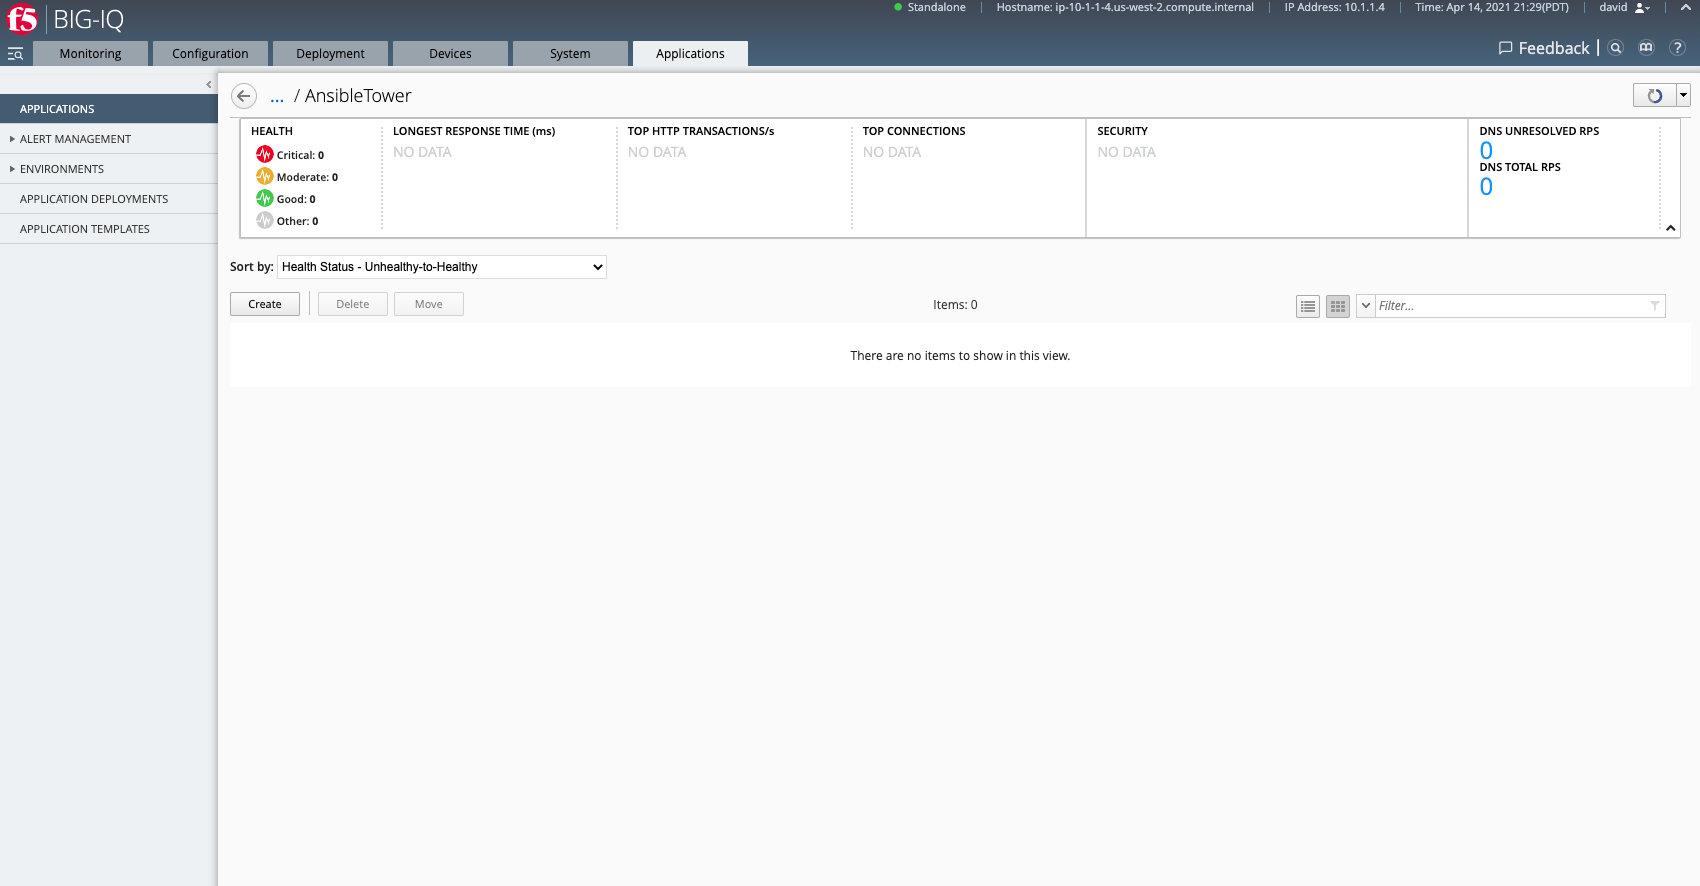 f5 BIG-IQ
Standalone Hostname: ip-10-1-1-4.us-west-2.compute.internal IP Address: 10.1.1.4 Time: Apr 14, 2021 21:29(PDT) david
Monitoring Configuration Deployment Devices System Applications
Feedback ?
APPLICATIONS
ALERT MANAGEMENT
ENVIRONMENTS
APPLICATION DEPLOYMENTS
APPLICATION TEMPLATES
... / AnsibleTower
HEALTH
Critical: 0
Moderate: 0
Good: 0
Other: 0
LONGEST RESPONSE TIME (ms)
NO DATA
TOP HTTP TRANSACTIONS/s
NO DATA
TOP CONNECTIONS
NO DATA
SECURITY
NO DATA
DNS UNRESOLVED RPS
0
DNS TOTAL RPS
0
Sort by: Health Status - Unhealthy-to-Healthy
Create Delete Move Items: 0 Filter...
There are no items to show in this view.